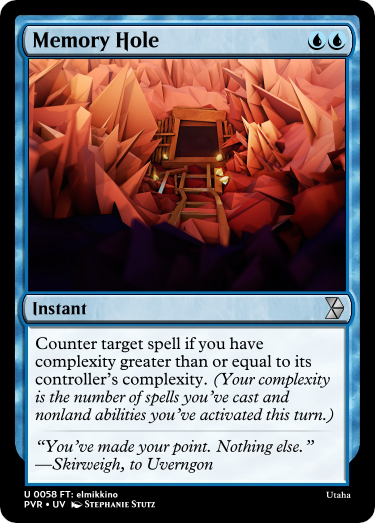 Memory Hole
Instant
Counter target spell if you have
complexity greater than or equal to its
controller's complexity. (Your complexity
is the number of spells you've cast and
nonland abilities you've activated this turn.)
“You've made your point. Nothing else.”
—Skirweigh, to Uverngon
U 0058 FT: elmikkino
PVR • UV Stephanie Stutz
Utaha